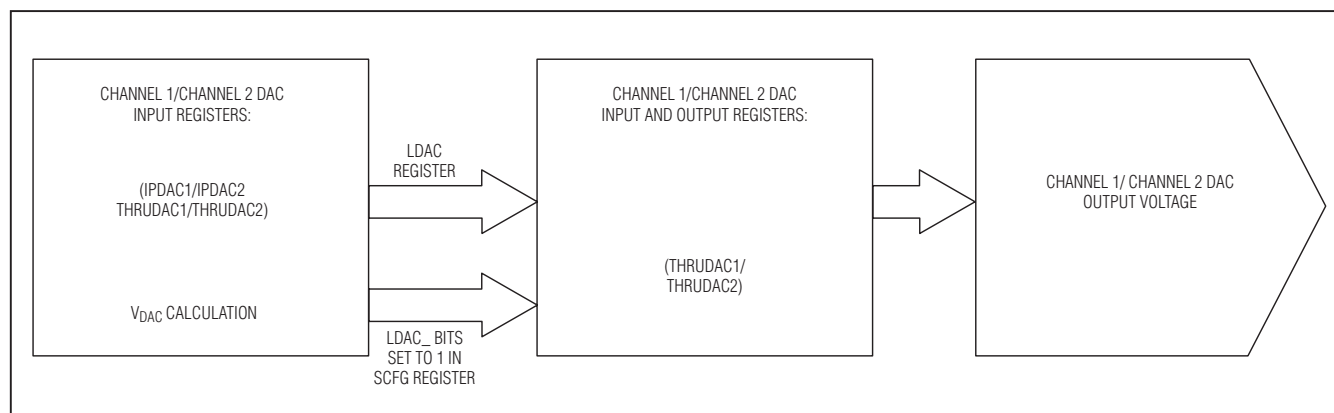 CHANNEL 1/CHANNEL 2 DAC
INPUT REGISTERS:
(IPDAC1/IPDAC2
THRUDAC1/THRUDAC2)
VDAC CALCULATION
LDAC
REGISTER
LDAC_ BITS
SET TO 1 IN
SCFG REGISTER
CHANNEL 1/CHANNEL 2 DAC
INPUT AND OUTPUT REGISTERS:
(THRUDAC1/
THRUDAC2)
CHANNEL 1/ CHANNEL 2 DAC
OUTPUT VOLTAGE